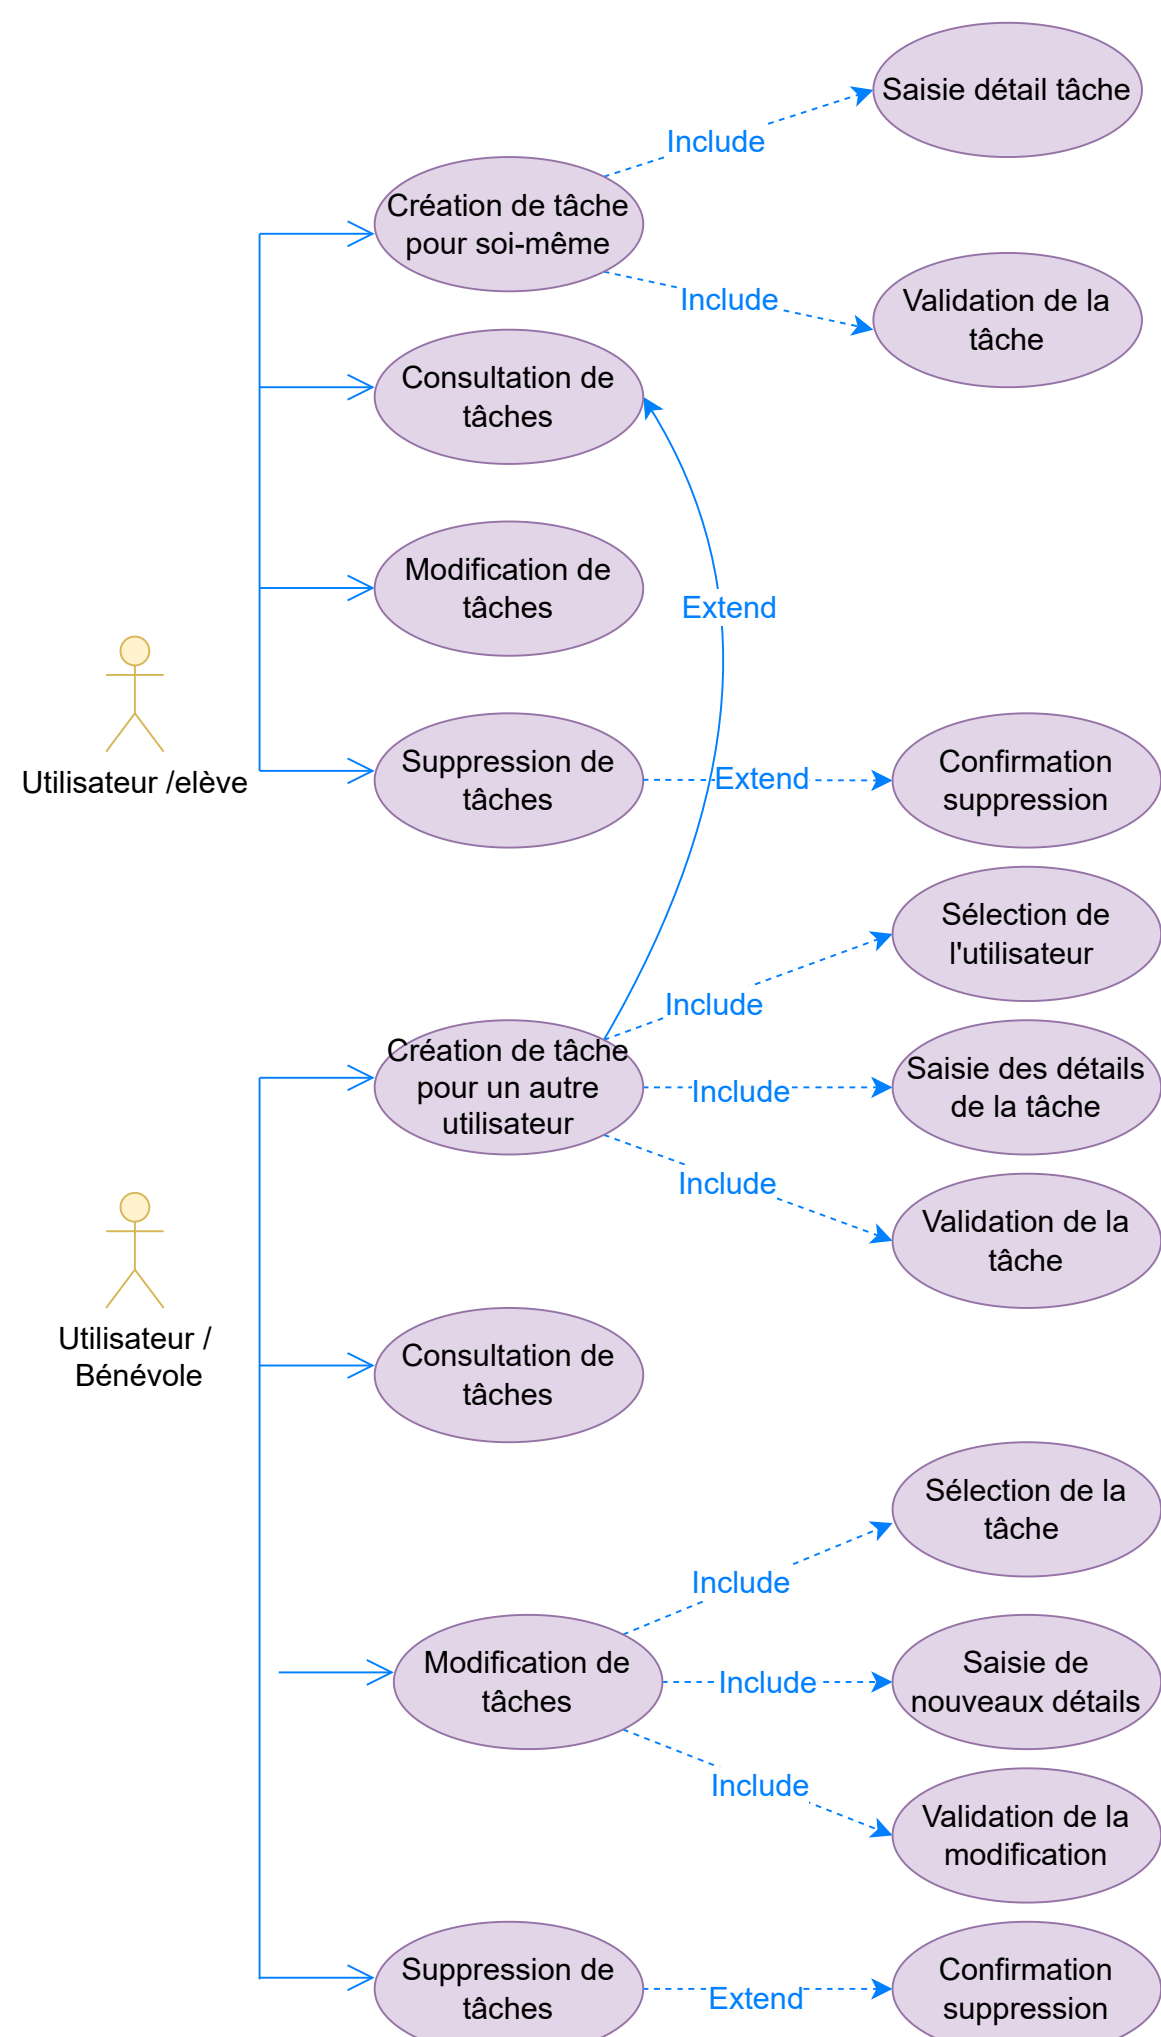 Saisie détail tâche
Include
Création de tâche
pour soi-même
Include
Validation de la
tâche
Consultation de
tâches
Modification de
tâches
Extend
Utilisateur /elève
Suppression de
tâches
Extend
Confirmation
suppression
Sélection de
l'utilisateur
Include
Création de tâche
pour un autre
utilisateur
Include
Saisie des détails
de la tâche
Include
Validation de la
tâche
Utilisateur /
Bénévole
Consultation de
tâches
Sélection de la
tâche
Include
Modification de
tâches
Include
Saisie de
nouveaux détails
Include
Validation de la
modification
Suppression de
tâches
Extend
Confirmation
suppression